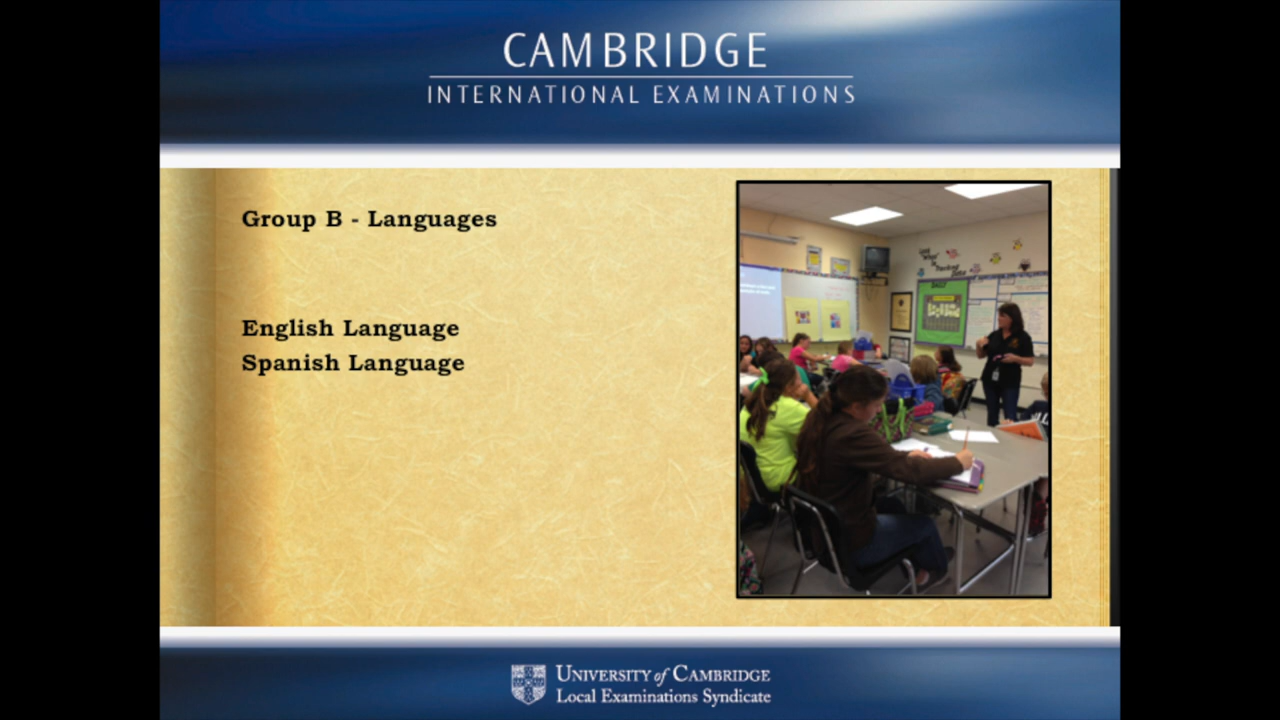 CAMBRIDGE
INTERNATIONAL EXAMINATIONS
Group B - Languages
English Language
Spanish Language
UNIVERSITY of CAMBRIDGE
Local Examinations Syndicate